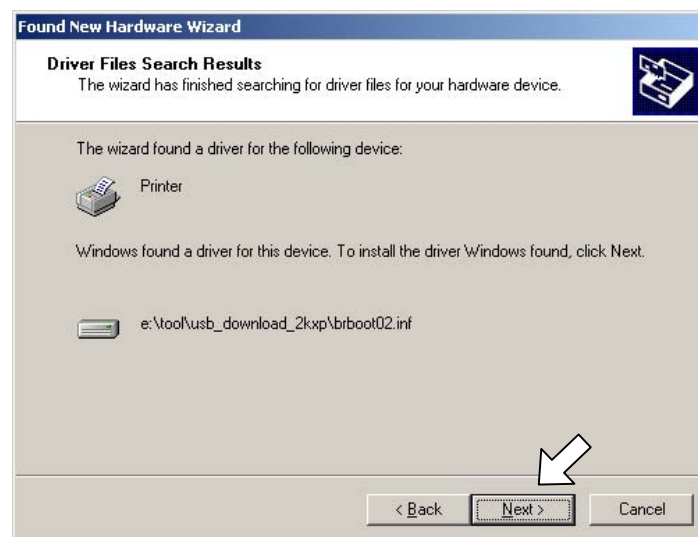 Found New Hardware Wizard
Driver Files Search Results
The wizard has finished searching for driver files for your hardware device.
The wizard found a driver for the following device:
Printer
Windows found a driver for this device. To install the driver Windows found, click Next.
e:\tool\usb_download_2kxp\brboot02.inf
< Back
Next >
Cancel